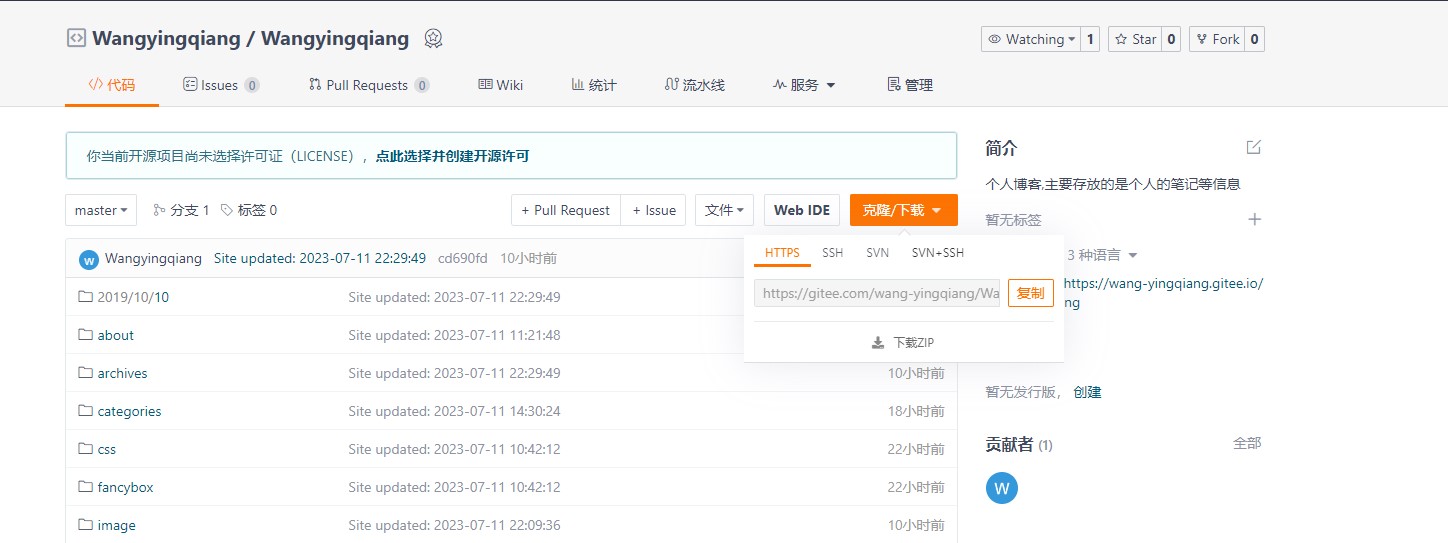 Wangyingqiang / Wangyingqiang
Watching 1 Star 0 Fork 0
代码 Issues 0 Pull Requests 0 Wiki 统计 流水线 服务 管理
你当前开源项目尚未选择许可证（LICENSE），点此选择并创建开源许可
master 分支 1 标签 0 + Pull Request + Issue 文件 Web IDE 克隆/下载
HTTPS SSH SVN SVN+SSH
https://gitee.com/wang-yingqiang/Wa 复制
下载ZIP
Wangyingqiang Site updated: 2023-07-11 22:29:49 cd690fd 10小时前
2019/10/10 Site updated: 2023-07-11 22:29:49
about Site updated: 2023-07-11 11:21:48
archives Site updated: 2023-07-11 22:29:49 10小时前
categories Site updated: 2023-07-11 14:30:24 18小时前
css Site updated: 2023-07-11 10:42:12 22小时前
fancybox Site updated: 2023-07-11 10:42:12 22小时前
image Site updated: 2023-07-11 22:09:36 10小时前
简介
个人博客,主要存放的是个人的笔记等信息
暂无标签
3 种语言
https://wang-yingqiang.gitee.io/
ng
暂无发行版， 创建
贡献者 (1) 全部
W